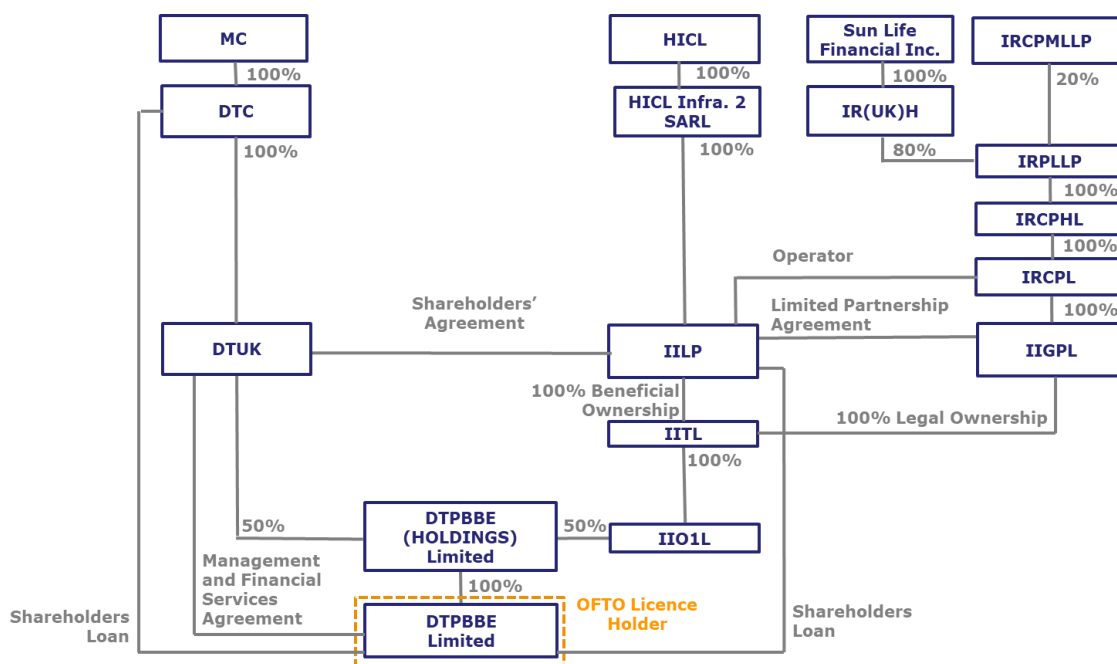 MC
HICL
Sun Life
Financial Inc.
IRCPMLLP
100%
100%
100%
20%
DTC
HICL Infra. 2
SARL
IR(UK)H
100%
100%
80%
IRPLLP
100%
IRCPHL
100%
Operator
IRCPL
Shareholders’
Agreement
Limited Partnership
Agreement
100%
DTUK
IILP
IIGPL
100% Beneficial
Ownership
100% Legal Ownership
IITL
100%
50%
DTPBBE
(HOLDINGS)
Limited
50%
IIO1L
Management
and Financial
Services
Agreement
100%
OFTO Licence
Holder
Shareholders
Loan
DTPBBE
Limited
Shareholders
Loan